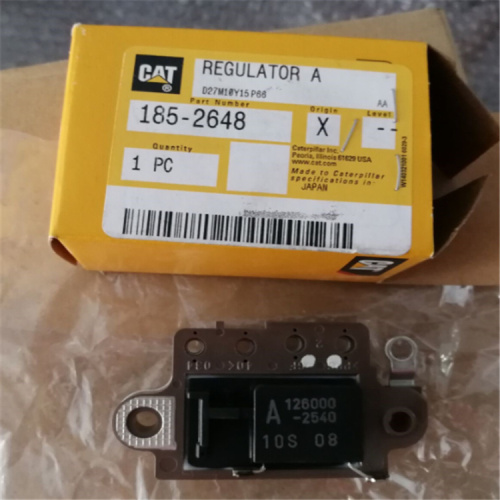 CAT
REGULATOR A
D27M10Y15P66
AA
Part Number
Origin
Level
185-2648
X
--
Quantity
1 PC
Caterpillar Inc.
Peoria, Illinois 61629 USA
www.cat.com
Made to Caterpillar
specifications in
JAPAN
A 126000
-2540
10S 08